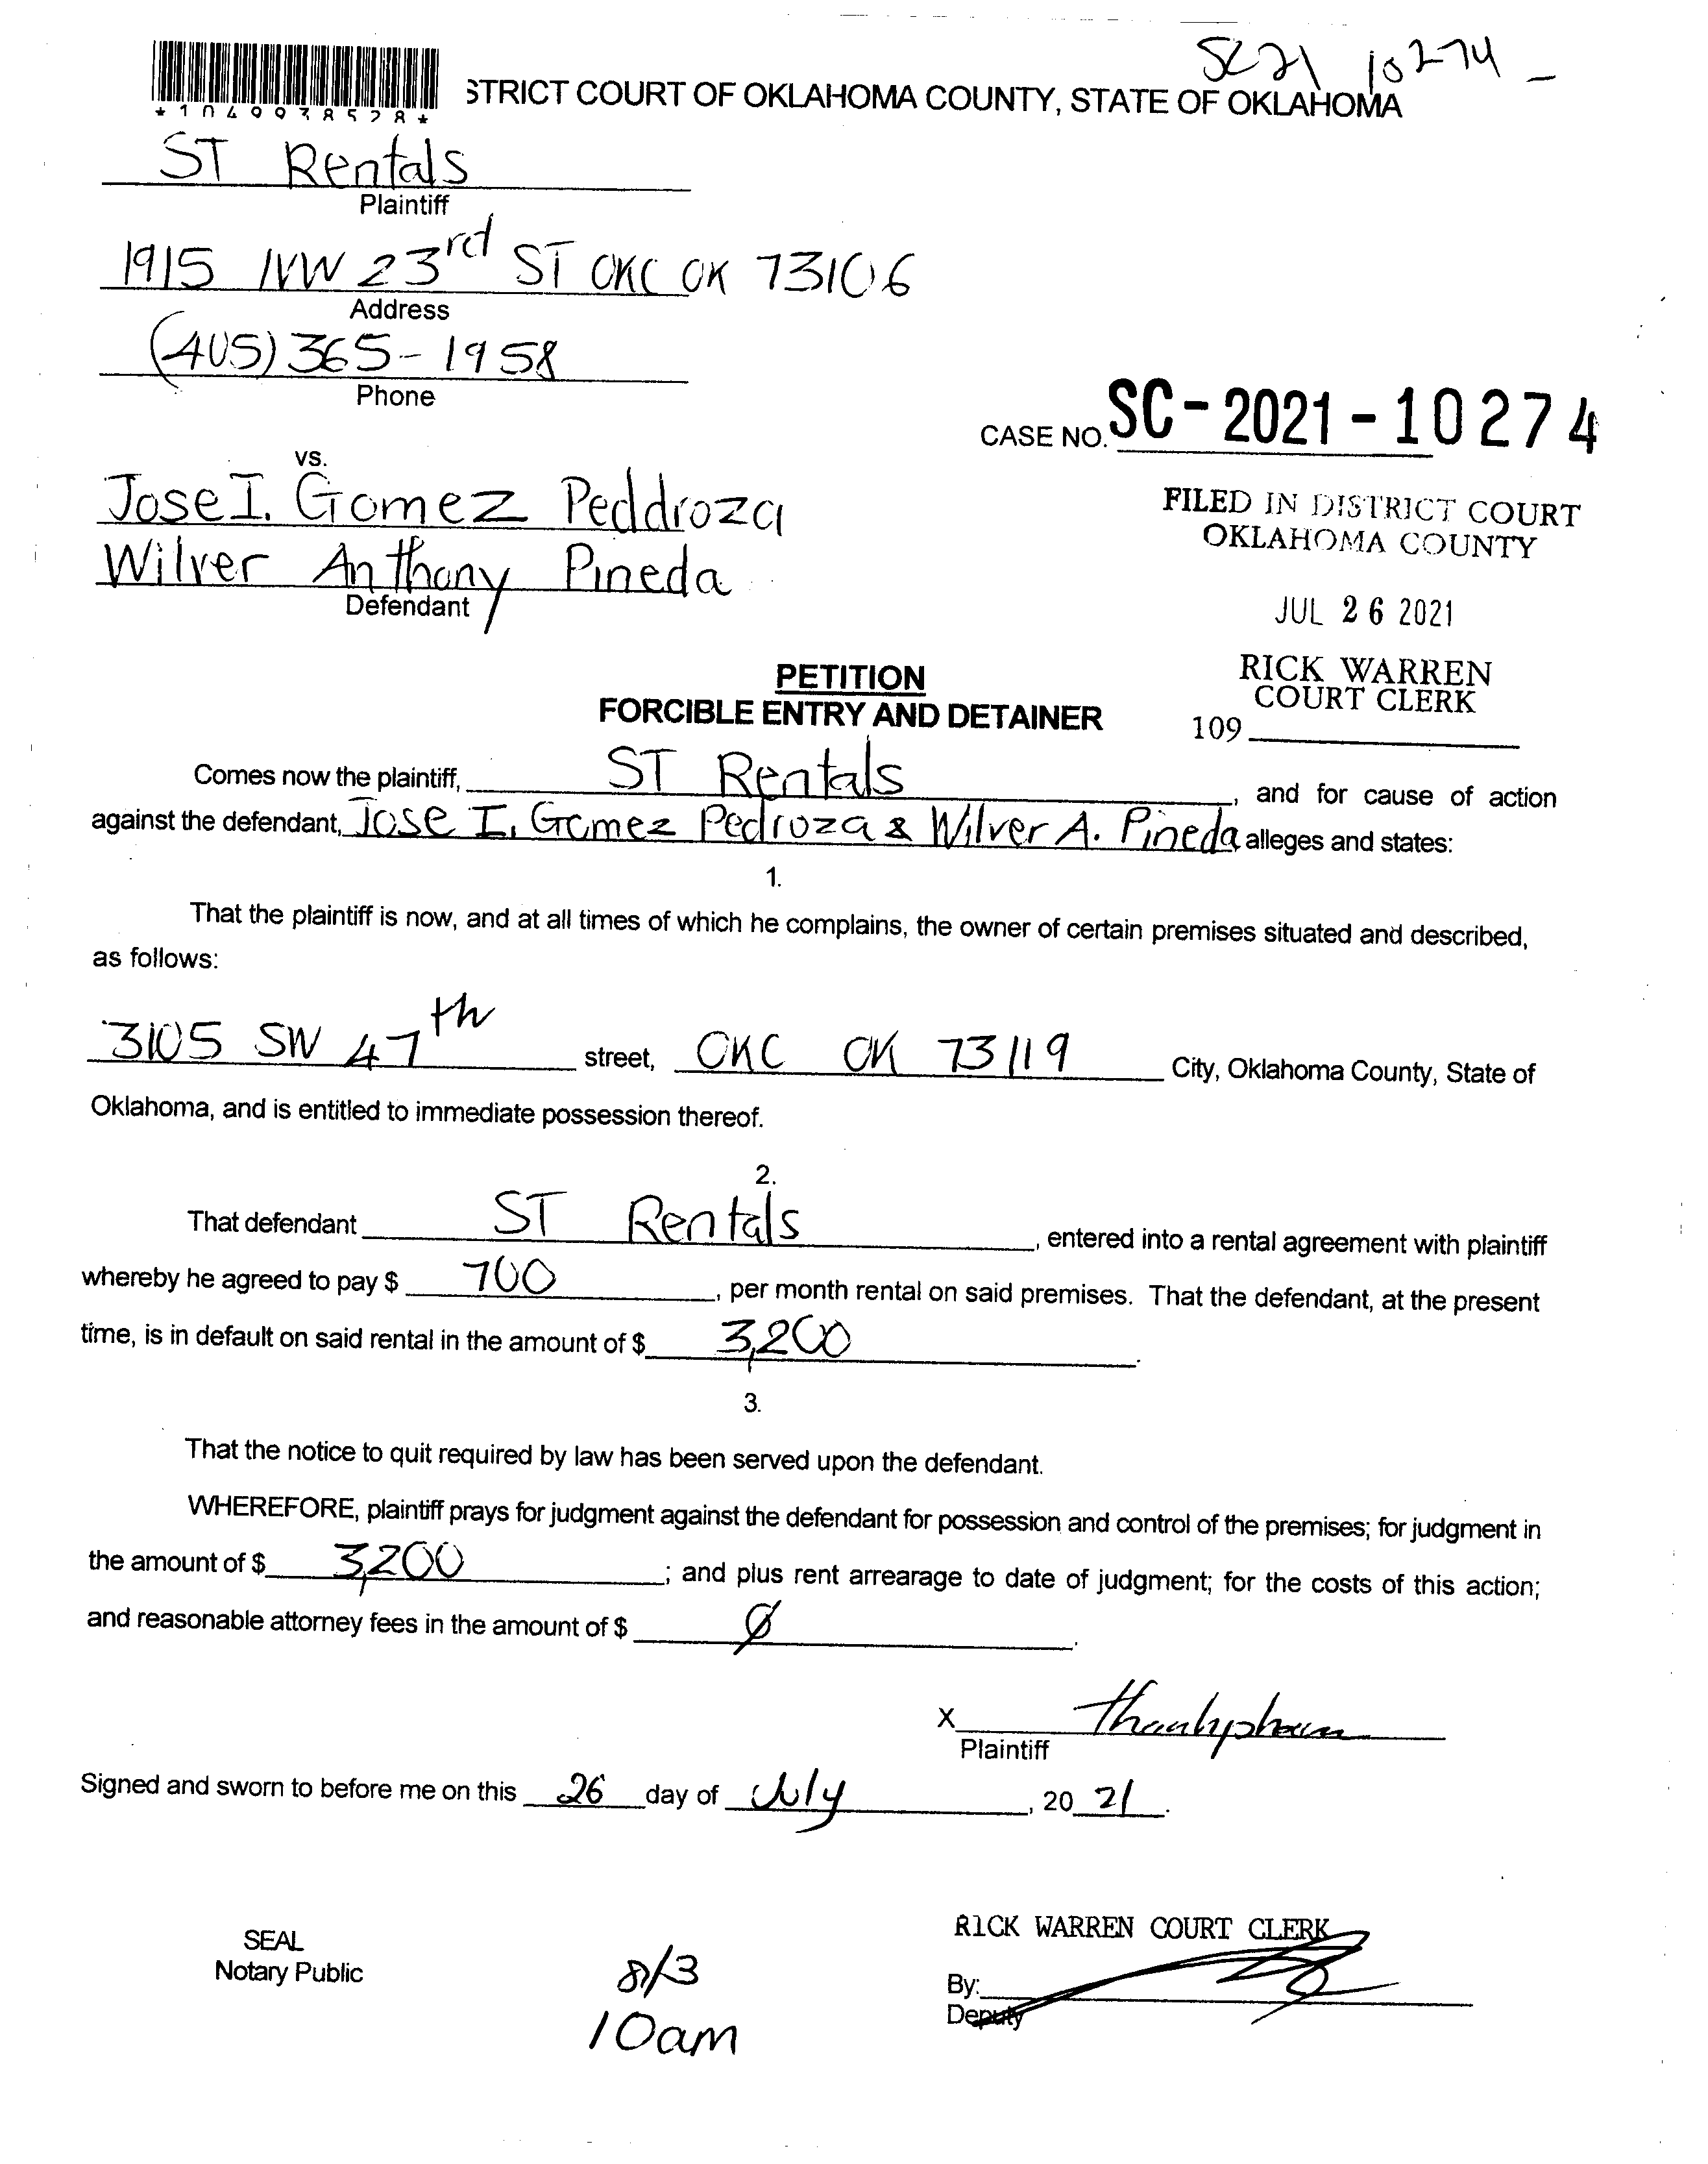 SC21 10274 -
STRICT COURT OF OKLAHOMA COUNTY, STATE OF OKLAHOMA
*1049938528*
ST Rentals
Plaintiff
1915 NW 23rd ST OKC OK 73106
Address
(405) 365-1958
Phone
CASE NO. SC-2021-10274
vs.
Jose I. Gomez Peddroza
Wilver Anthony Pineda
Defendant
FILED IN DISTRICT COURT
OKLAHOMA COUNTY
JUL 26 2021
RICK WARREN
COURT CLERK
109
PETITION
FORCIBLE ENTRY AND DETAINER
Comes now the plaintiff, ST Rentals, and for cause of action
against the defendant, Jose I. Gomez Pedroza & Wilver A. Pineda alleges and states:
1.
That the plaintiff is now, and at all times of which he complains, the owner of certain premises situated and described,
as follows:
3105 SW 47th street, OKC OK 73119 City, Oklahoma County, State of
Oklahoma, and is entitled to immediate possession thereof.
2.
That defendant ST Rentals, entered into a rental agreement with plaintiff
whereby he agreed to pay $ 700, per month rental on said premises. That the defendant, at the present
time, is in default on said rental in the amount of $ 3,200.
3.
That the notice to quit required by law has been served upon the defendant.
WHEREFORE, plaintiff prays for judgment against the defendant for possession and control of the premises; for judgment in
the amount of $ 3,200; and plus rent arrearage to date of judgment; for the costs of this action;
and reasonable attorney fees in the amount of $ Ø.
X
Plaintiff
Signed and sworn to before me on this 26 day of July, 20 21.
SEAL
Notary Public
8/3
10am
RICK WARREN COURT CLERK
By:
Deputy